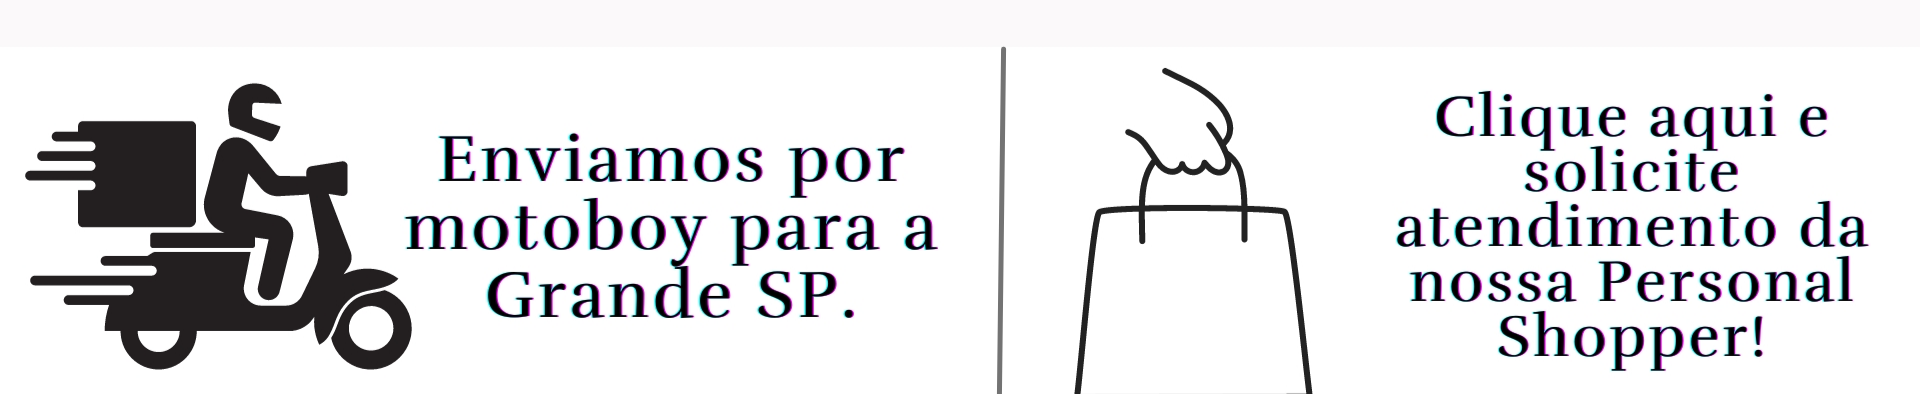 Enviamos por
motoboy para a
Grande SP.
Clique aqui e
solicite
atendimento da
nossa Personal
Shopper!